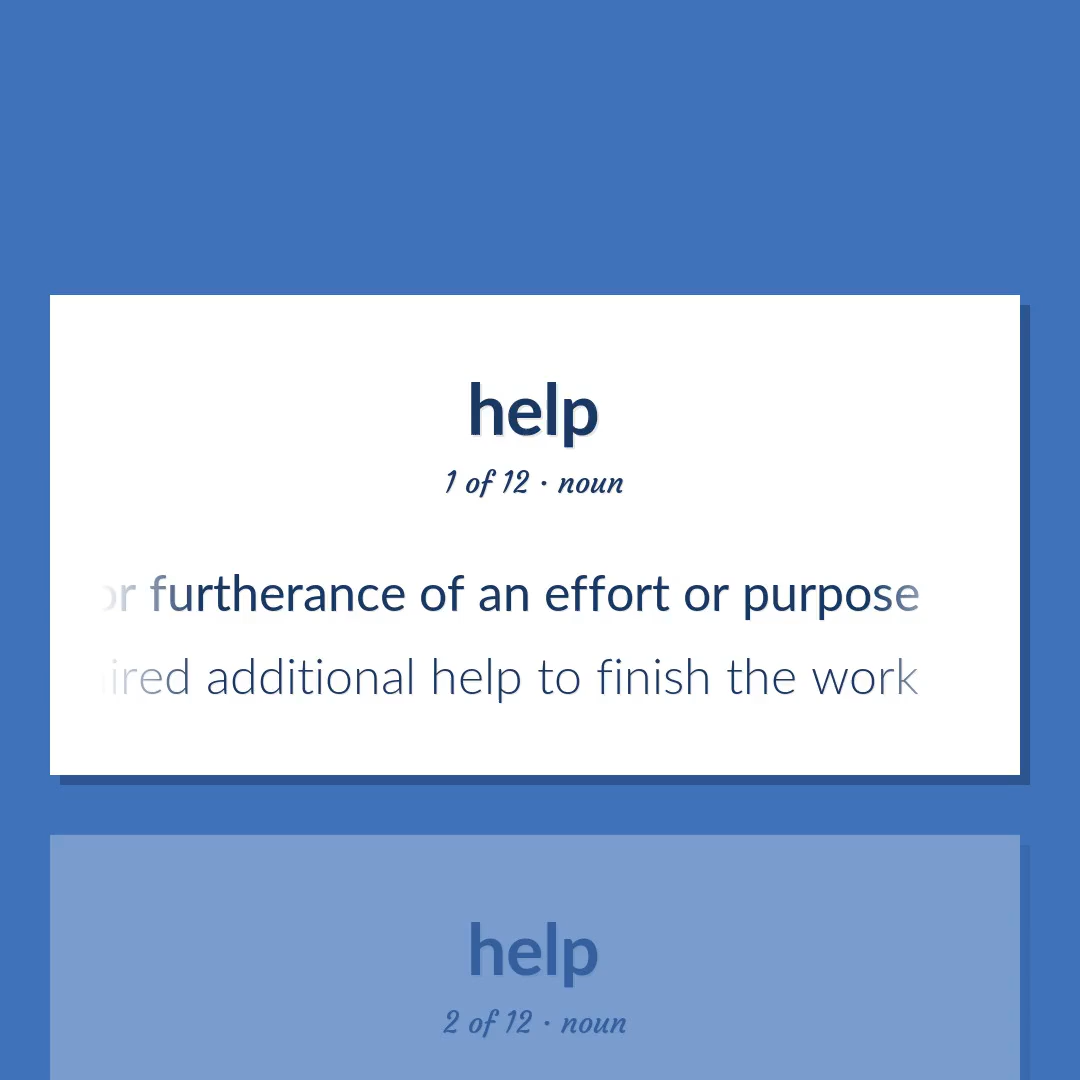 help
1 of 12 · noun
or furtherance of an effort or purpose
additional help to finish the work
help
2 of 12 · noun